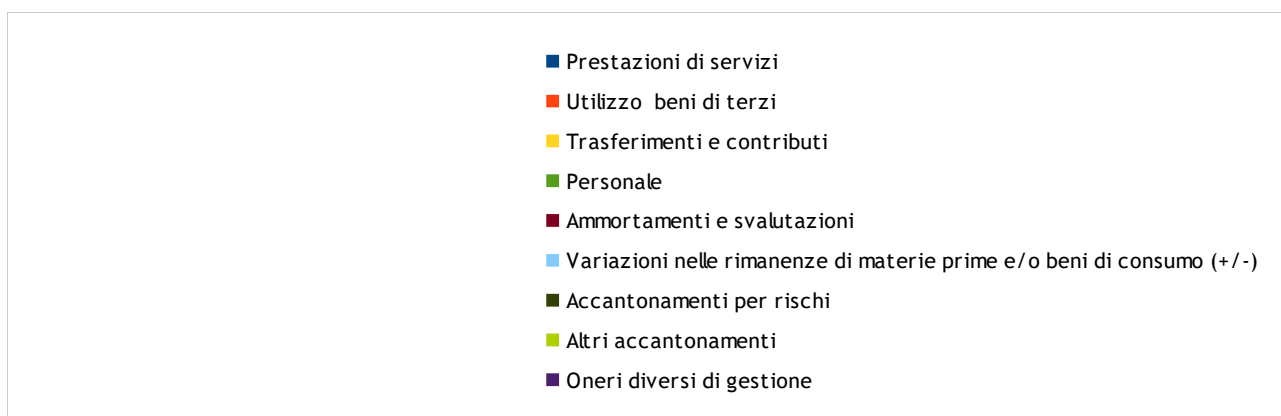 Prestazioni di servizi
Utilizzo beni di terzi
Trasferimenti e contributi
Personale
Ammortamenti e svalutazioni
Variazioni nelle rimanenze di materie prime e/o beni di consumo (+/-)
Accantonamenti per rischi
Altri accantonamenti
Oneri diversi di gestione